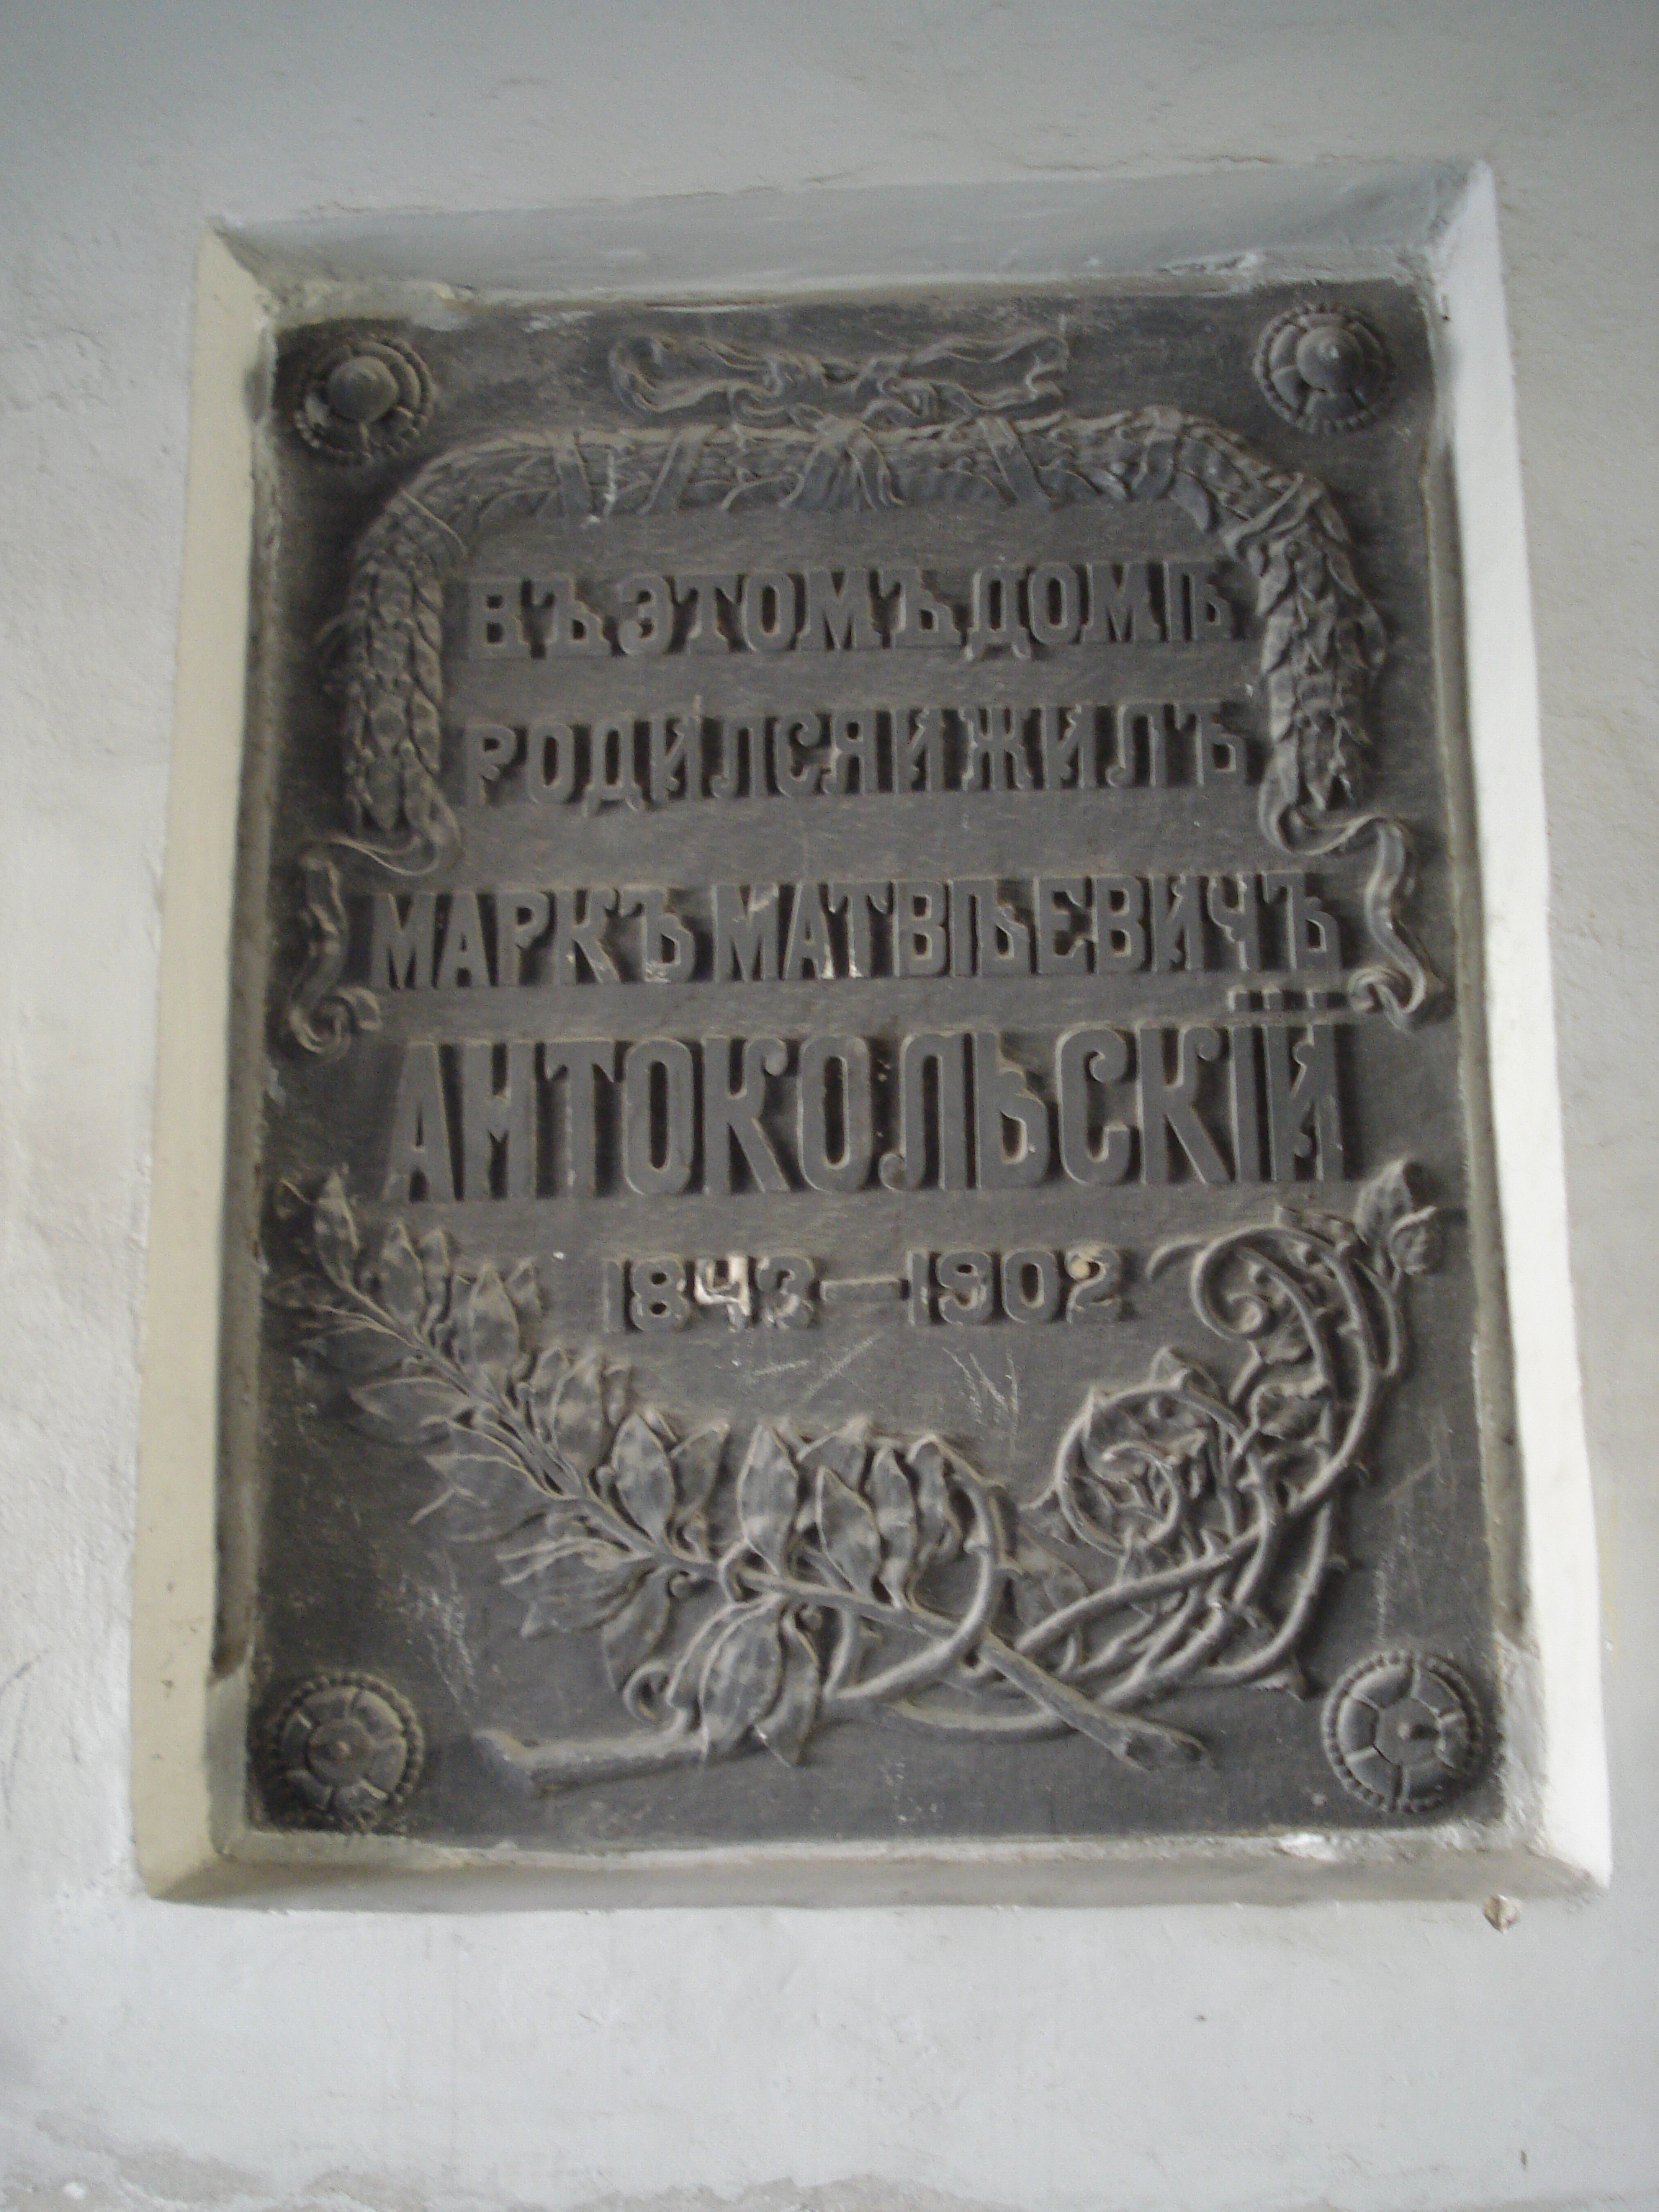 ВЪ ЭТОМЪ ДОМѢ
РОДИЛСЯ И ЖИЛЪ
МАРКЪ МАТВѢЕВИЧЪ
АНТОКОЛЬСКІЙ
1843—1902